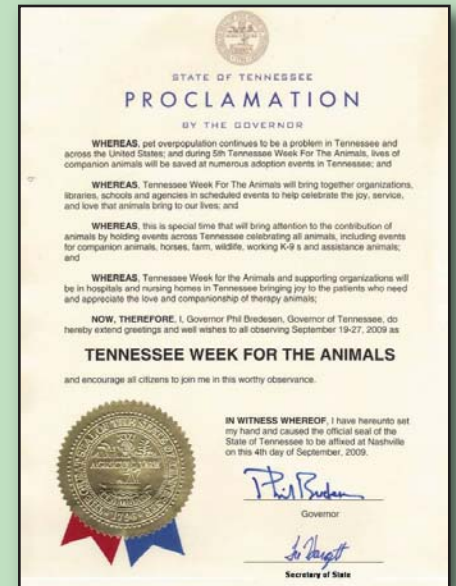 STATE OF TENNESSEE
PROCLAMATION
BY THE GOVERNOR
WHEREAS, pet overpopulation continues to be a problem in Tennessee and
across the United States; and during 5th Tennessee Week For The Animals, lives of
companion animals will be saved at numerous adoption events in Tennessee; and
WHEREAS, Tennessee Week For The Animals will bring together organizations,
libraries, schools and agencies in scheduled events to help celebrate the joy, service,
and love that animals bring to our lives; and
WHEREAS, this is special time that will bring attention to the contribution of
animals by holding events across Tennessee celebrating all animals, including events
for companion animals, horses, farm, wildlife, working K-9 s and assistance animals;
and
WHEREAS, Tennessee Week for the Animals and supporting organizations will
be in hospitals and nursing homes in Tennessee bringing joy to the patients who need
and appreciate the love and companionship of therapy animals;
NOW, THEREFORE, I, Governor Phil Bredesen, Governor of Tennessee, do
hereby extend greetings and well wishes to all observing September 19-27, 2009 as
TENNESSEE WEEK FOR THE ANIMALS
and encourage all citizens to join me in this worthy observance.
IN WITNESS WHEREOF, I have hereunto set
my hand and caused the official seal of the
State of Tennessee to be affixed at Nashville
on this 4th day of September, 2009.
Phil Bredesen
Governor
Tre Hargett
Secretary of State
AGRICULTURE